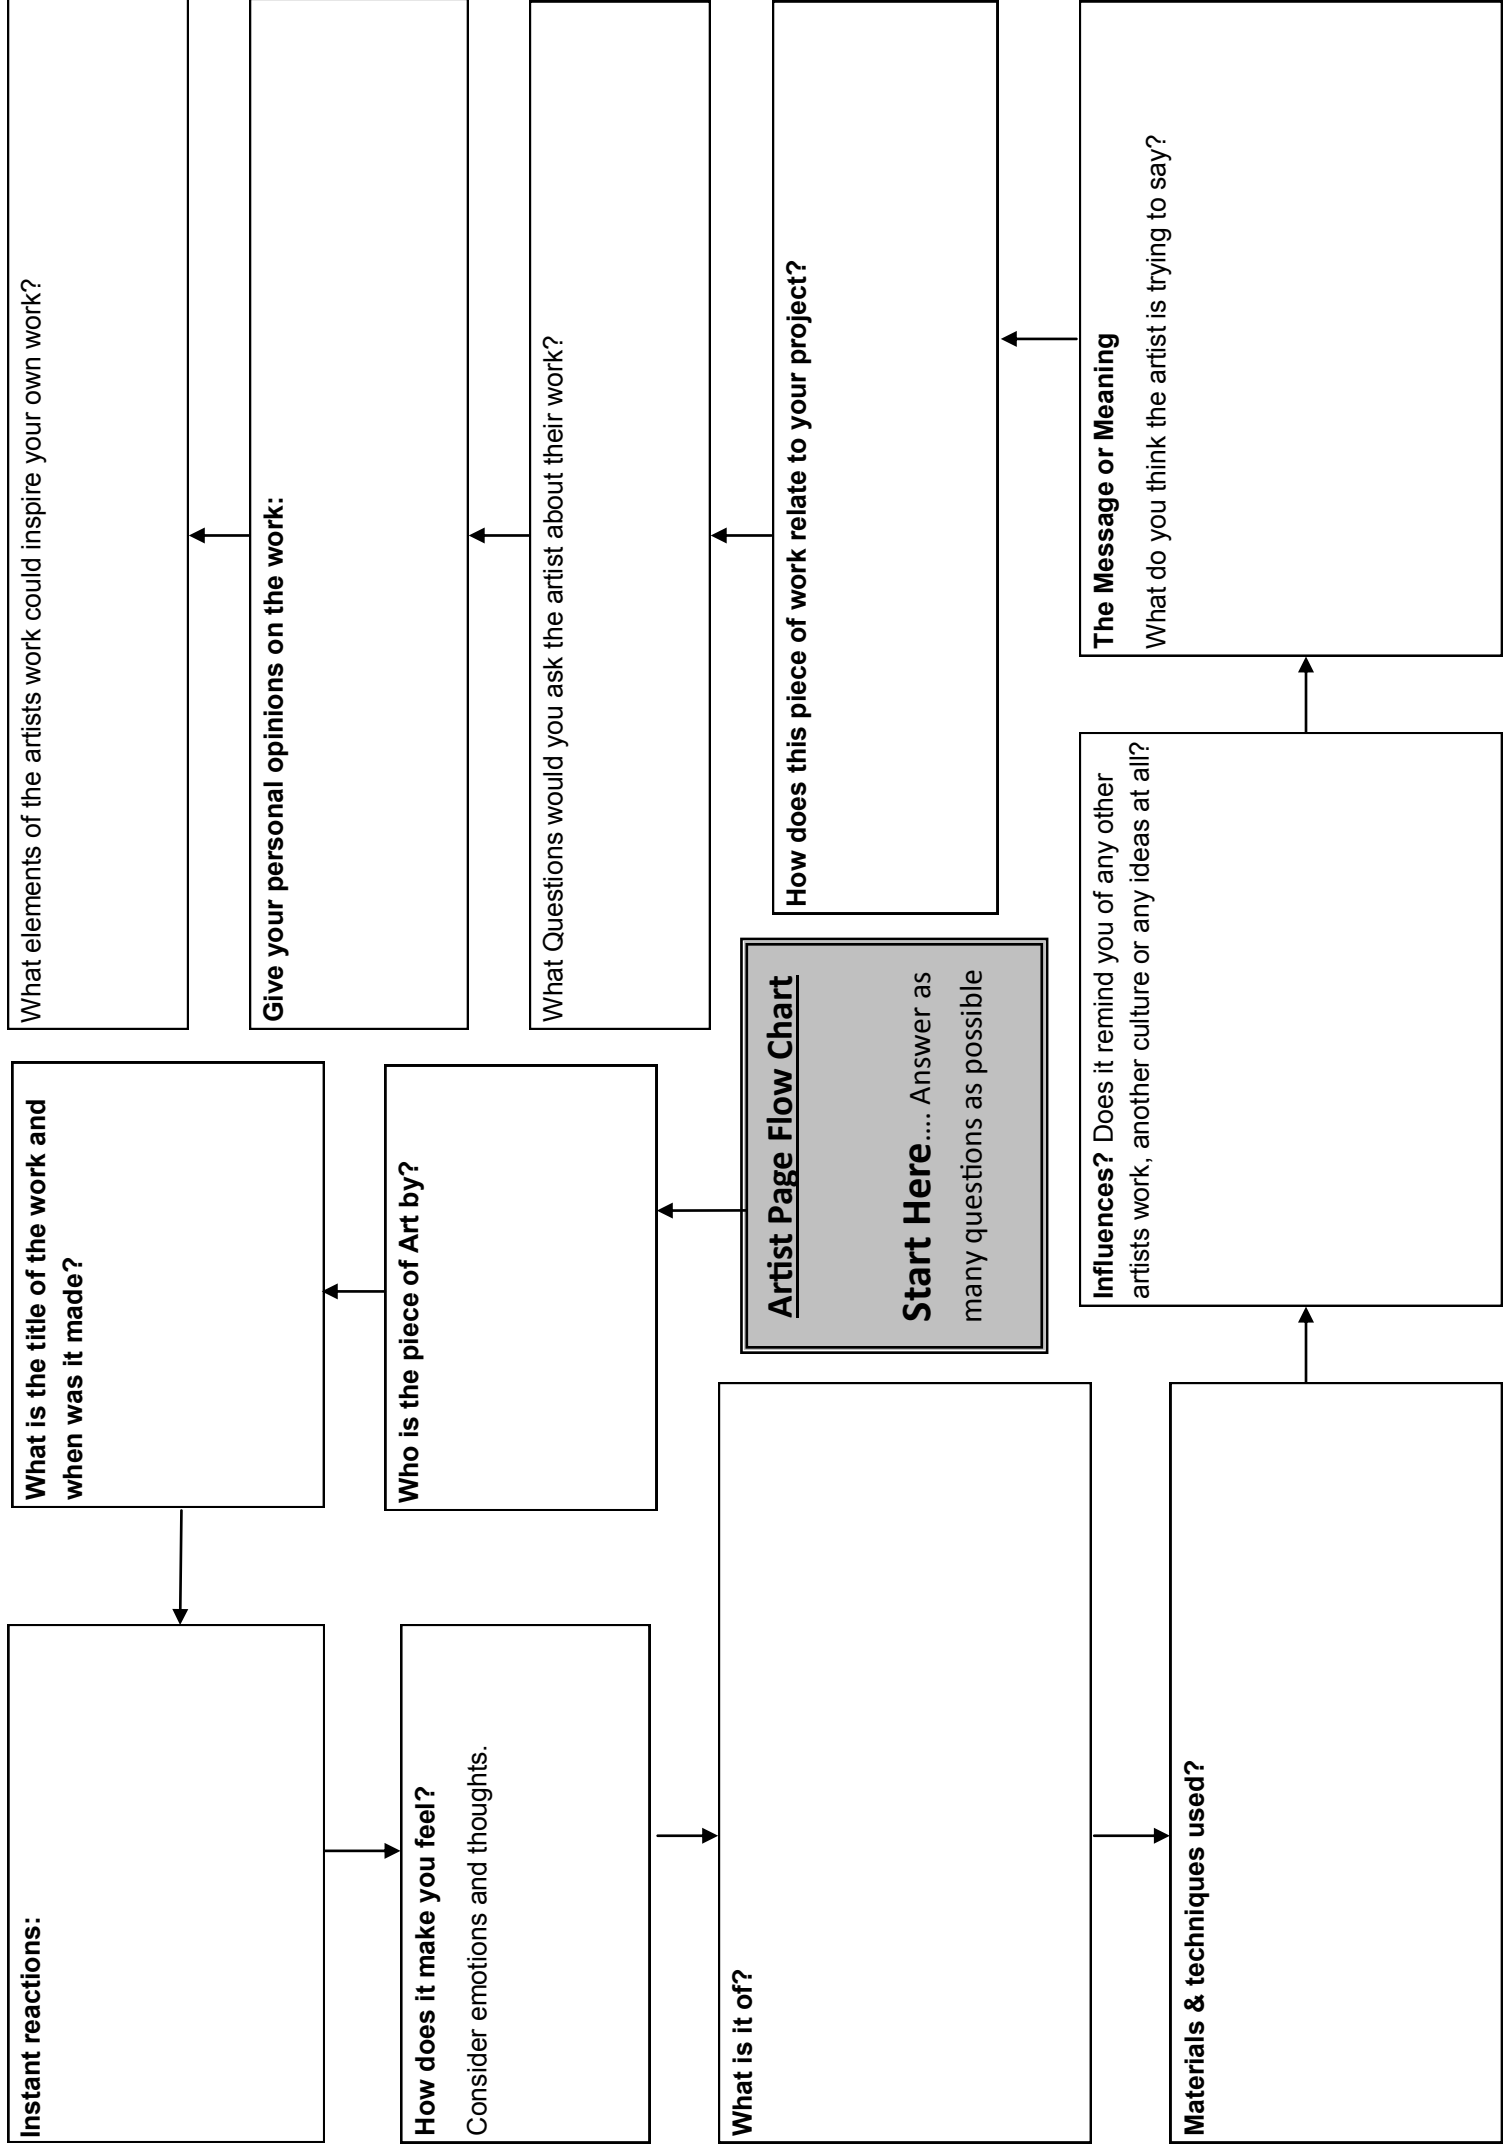 Artist Page Flow Chart
Start Here.... Answer as
many questions as possible
Who is the piece of Art by?
What is the title of the work and
when was it made?
Instant reactions:
How does it make you feel?
Consider emotions and thoughts.
What is it of?
Materials & techniques used?
Influences? Does it remind you of any other
artists work, another culture or any ideas at all?
The Message or Meaning
What do you think the artist is trying to say?
How does this piece of work relate to your project?
What Questions would you ask the artist about their work?
Give your personal opinions on the work:
What elements of the artists work could inspire your own work?